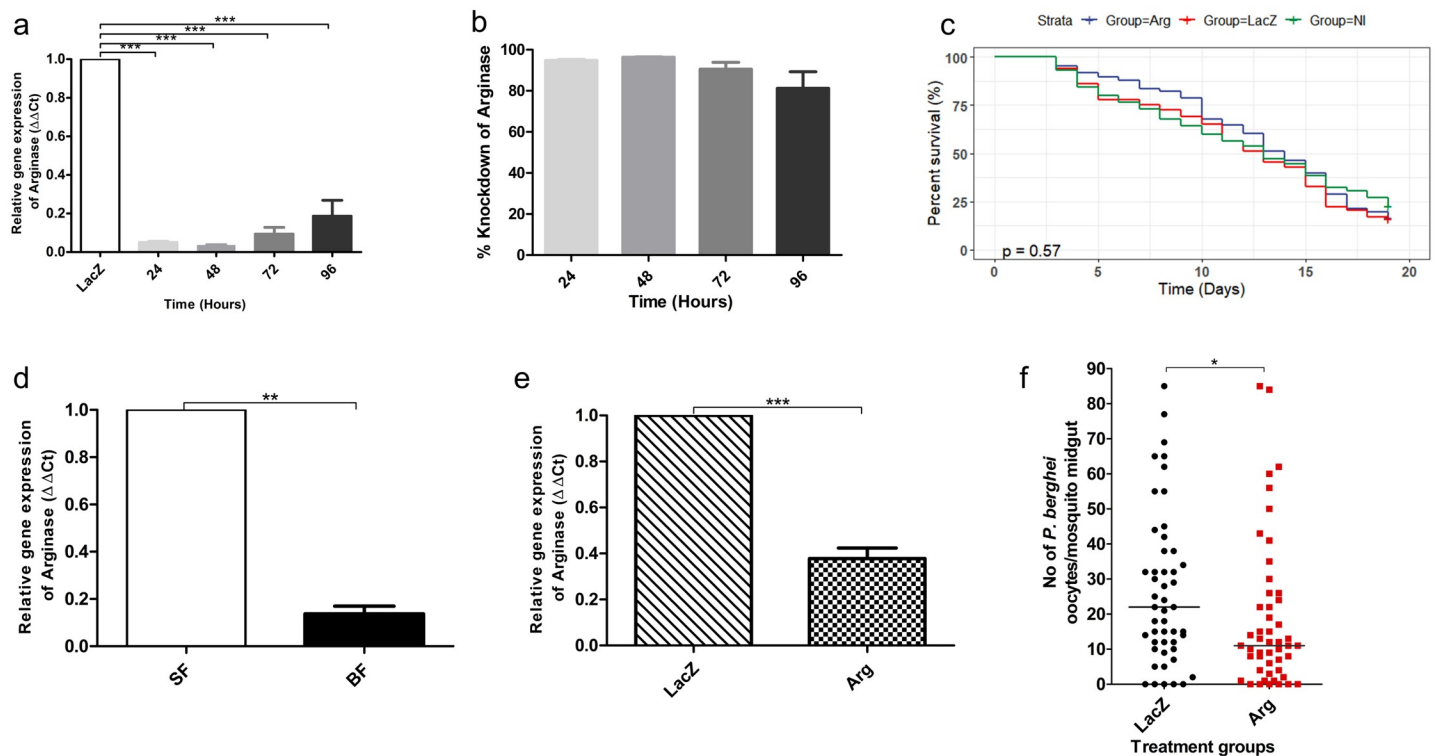 a
***
***
***
***
Relative gene expression
of Arginase (ΔΔCt)
1.0
0.8
0.6
0.4
0.2
0.0
LacZ
24
48
72
96
Time (Hours)
b
% Knockdown of Arginase
100
80
60
40
20
0
24
48
72
96
Time (Hours)
c
Strata Group=Arg Group=LacZ Group=NI
Percent survival (%)
100
75
50
25
0
p = 0.57
0 5 10 15 20
Time (Days)
d
**
Relative gene expression
of Arginase (ΔΔCt)
1.0
0.8
0.6
0.4
0.2
0.0
SF
BF
e
***
Relative gene expression
of Arginase (ΔΔCt)
1.0
0.8
0.6
0.4
0.2
0.0
LacZ
Arg
f
*
No of P. berghei
oocytes/mosquito midgut
90
80
70
60
50
40
30
20
10
0
LacZ
Arg
Treatment groups